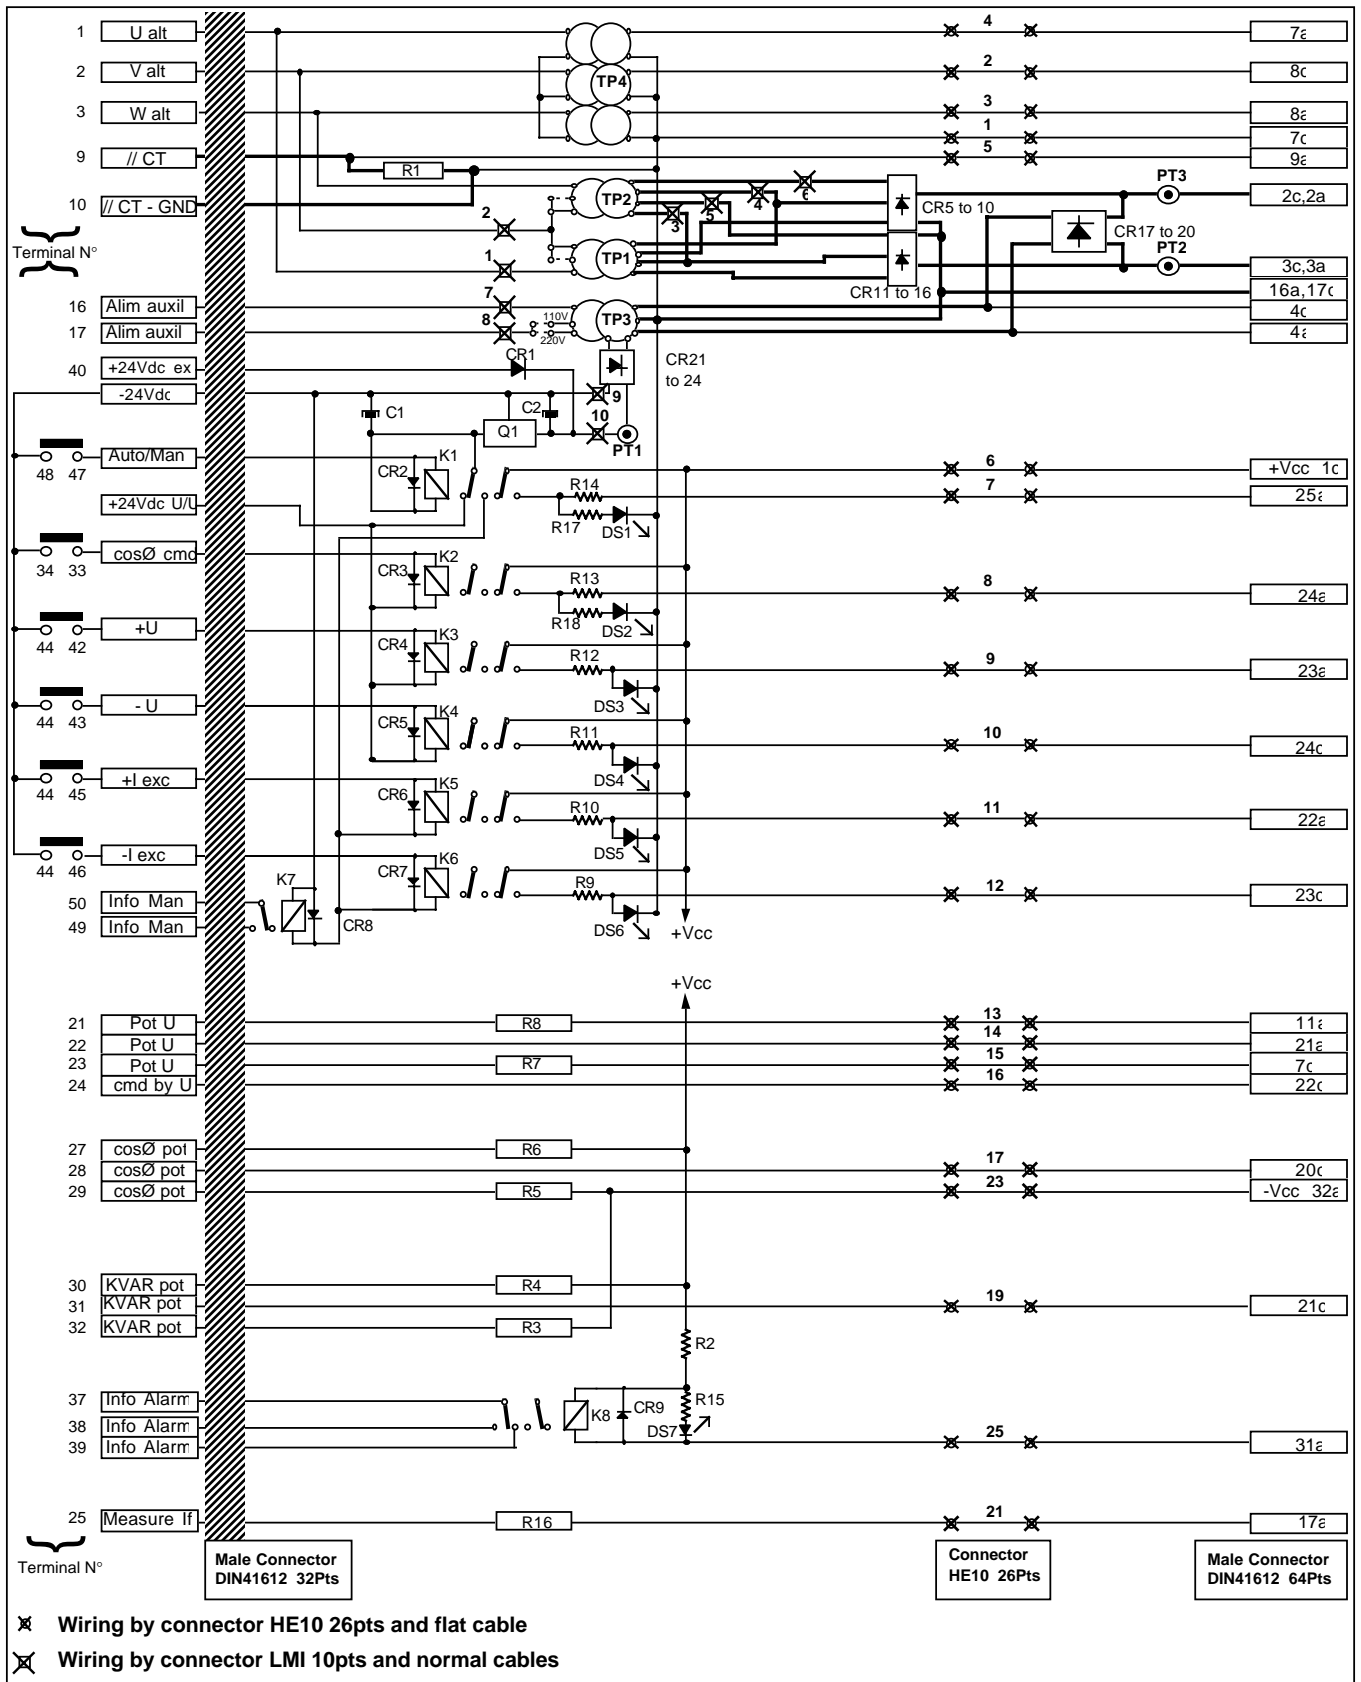 1 U alt 4 7a
2 V alt TP4 2 8c
3 W alt 3 8a
1 7c
9 // CT 5 9a
R1
PT3
10 // CT - GND TP2 6 4 5 3 CR5 to 10 2c,2a
2
CR17 to 20
Terminal N°
1 TP1 PT2
3c,3a
CR11 to 16 16a,17c
16 Alim auxil 7 110V TP3 4c
17 Alim auxil 8 220V 4a
40 +24Vdc ex CR1 CR21
to 24
-24Vdc 9
C1 C2 10
Q1 PT1
48 47 Auto/Man CR2 K1 6 +Vcc 1c
R14 7 25a
+24Vdc U/U R17 DS1
34 33 cosØ cmd CR3 K2
R13 8 24a
R18 DS2
44 42 +U CR4 K3 R12 9 23a
DS3
44 43 - U CR5 K4 R11 10 24c
DS4
44 45 +I exc CR6 K5 R10 11 22a
DS5
44 46 -I exc CR7 K6 R9 12 23c
DS6
50 Info Man K7
49 Info Man CR8 +Vcc
+Vcc
21 Pot U R8 13 11a
22 Pot U 14 21a
23 Pot U R7 15 7c
24 cmd by U 16 22c
27 cosØ pot R6
28 cosØ pot 17 20c
29 cosØ pot R5 23 -Vcc 32a
30 KVAR pot R4
31 KVAR pot 19 21c
32 KVAR pot R3
R2
37 Info Alarm R15
38 Info Alarm K8 CR9 DS7
39 Info Alarm 25 31a
25 Measure If R16 21 17a
Terminal N°
Male Connector
DIN41612 32Pts
Connector
HE10 26Pts
Male Connector
DIN41612 64Pts
Wiring by connector HE10 26pts and flat cable
Wiring by connector LMI 10pts and normal cables